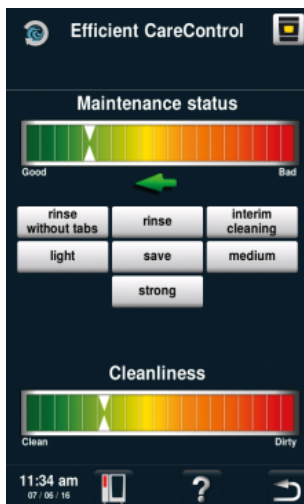 Efficient CareControl
Maintenance status
Good Bad
rinse without tabs
rinse
interim cleaning
light
save
medium
strong
Cleanliness
Clean Dirty
11:34 am
07 / 06 / 16
?